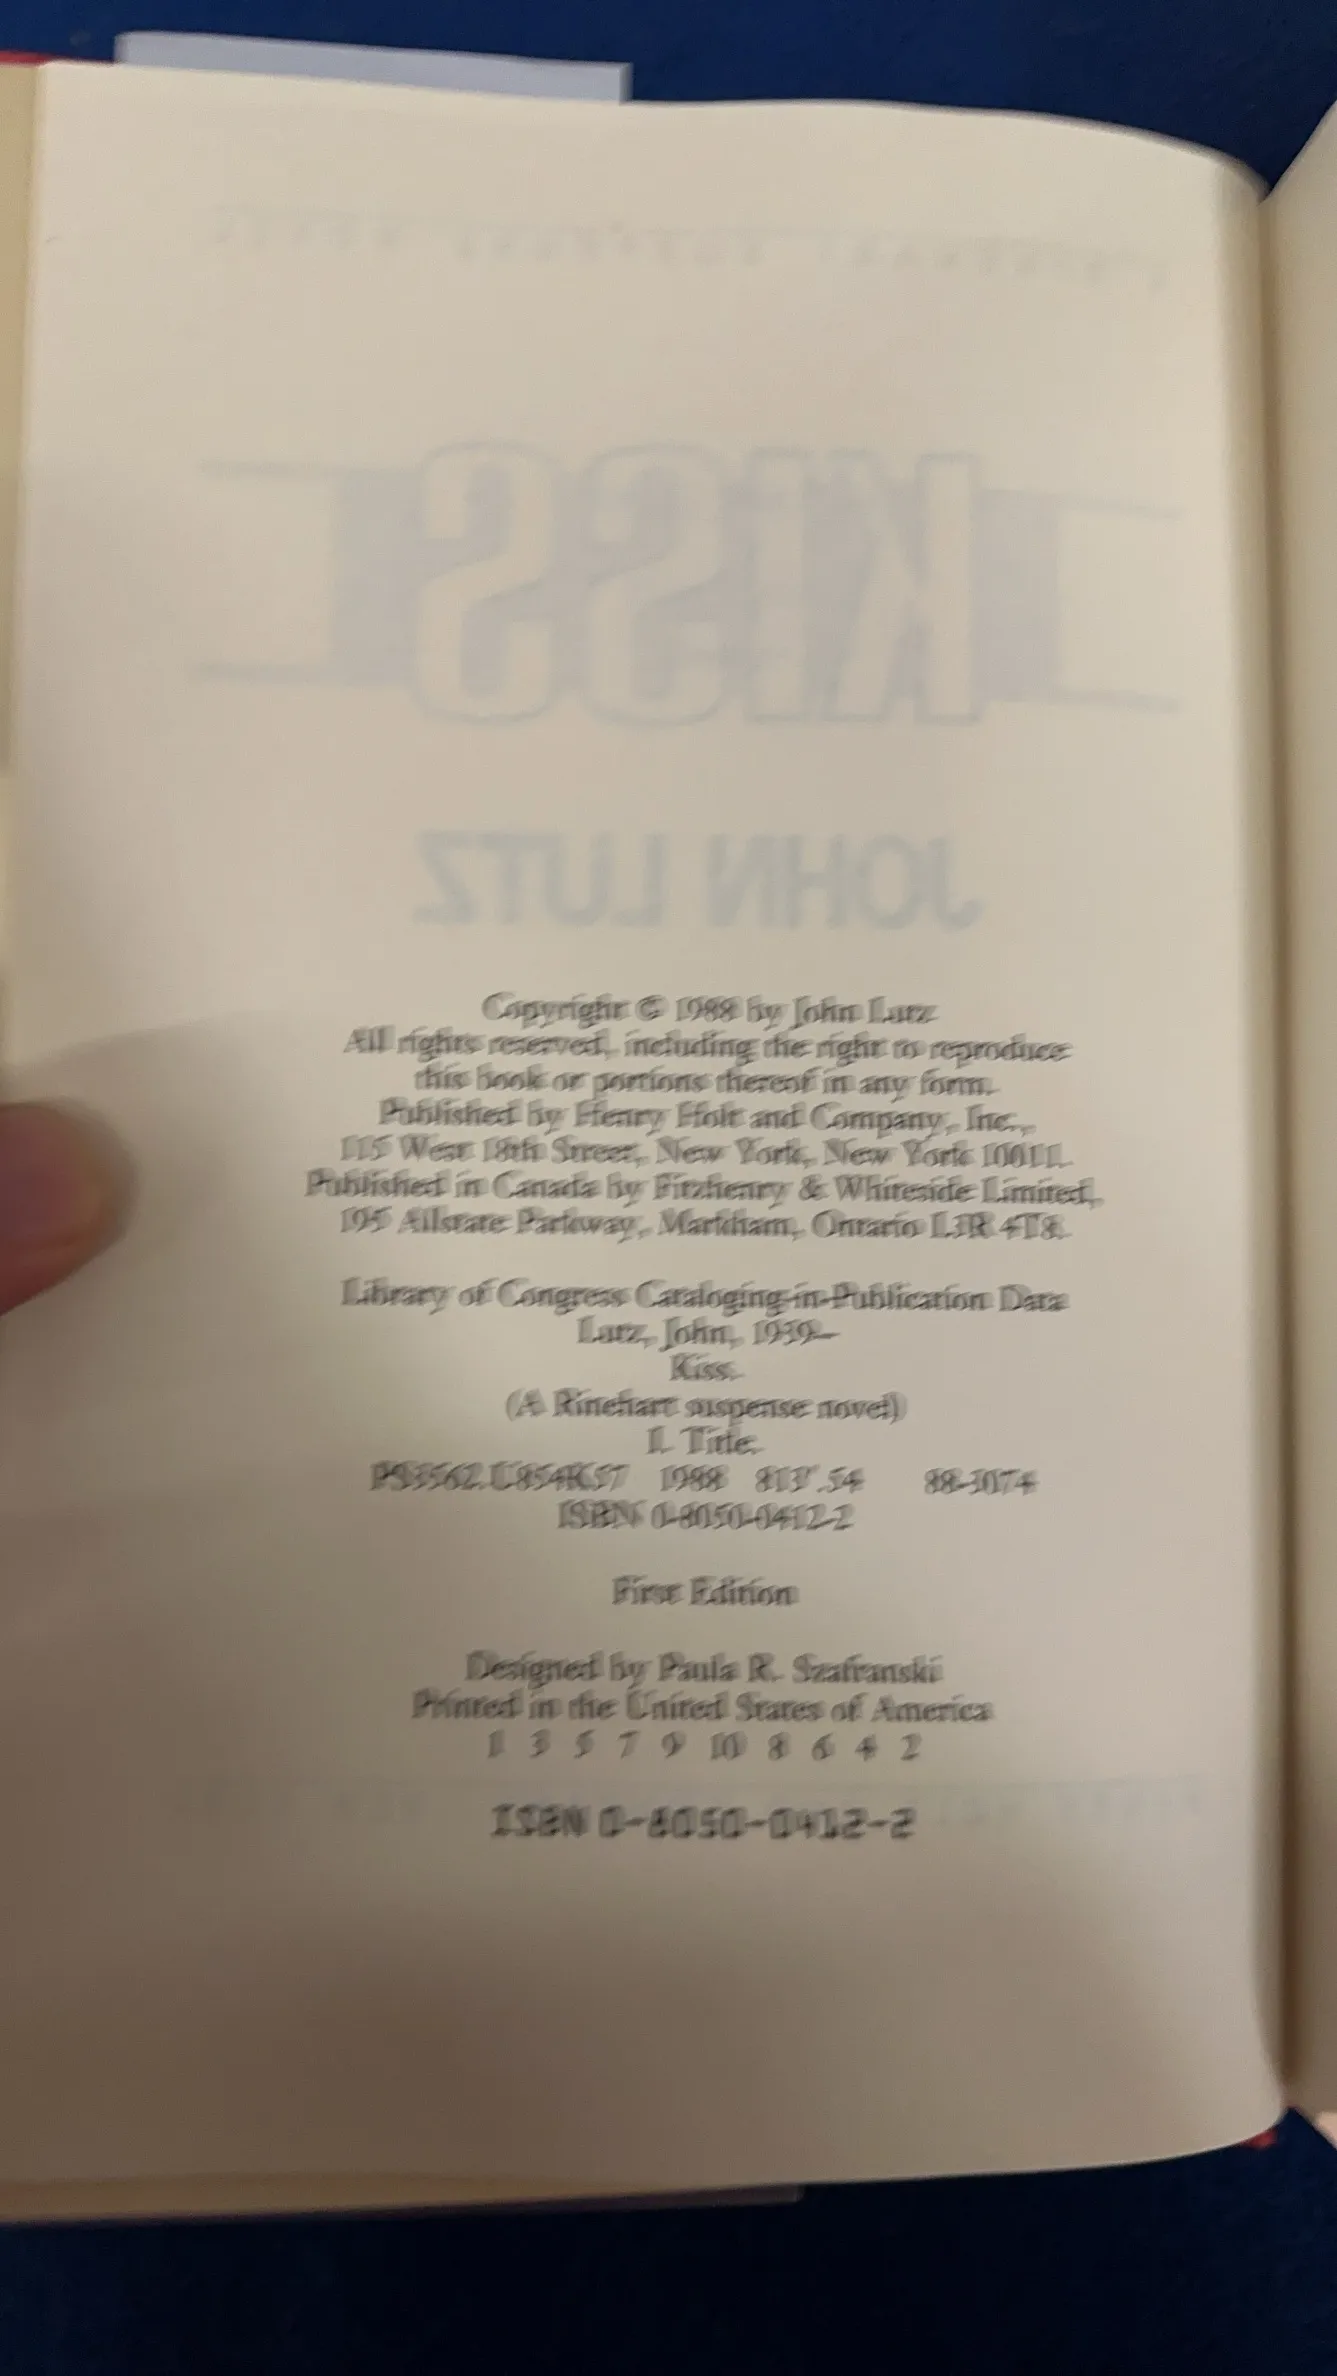 KISS
JOHN LUTZ
Copyright © 1988 by John Lutz
All rights reserved, including the right to reproduce
this book or portions thereof in any form.
Published by Henry Holt and Company, Inc.,
115 West 18th Street, New York, New York 10011.
Published in Canada by Fitzhenry & Whiteside Limited,
195 Allstate Parkway, Markham, Ontario L3R 4T8.
Library of Congress Cataloging-in-Publication Data
Lutz, John, 1939–
Kiss.
(A Rinehart suspense novel)
I. Title.
PS3562.U854K57 1988 813'.54
ISBN 0-8050-0412-2
First Edition
Designed by Paula R. Szafranski
Printed in the United States of America
1 3 5 7 9 10 8 6 4 2
ISBN 0-8050-0412-2